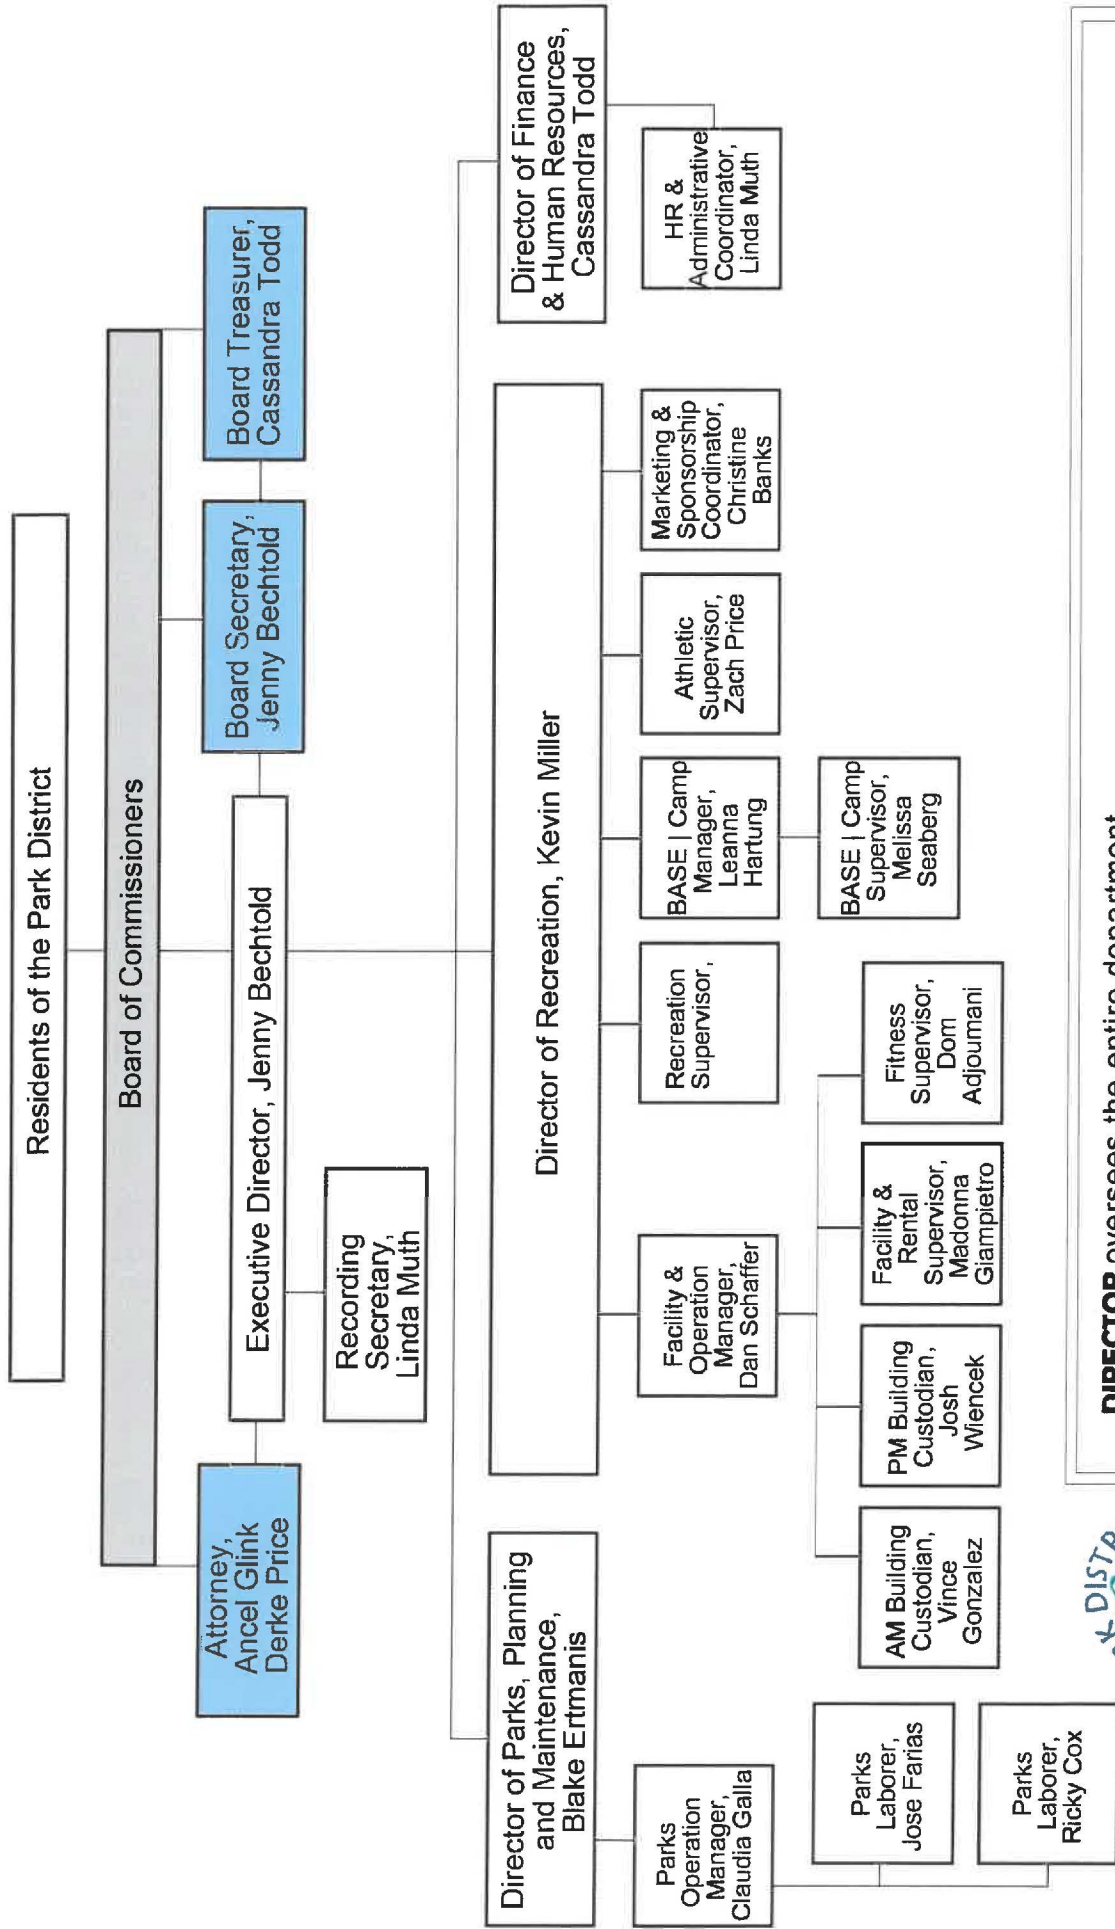 Residents of the Park District
Board of Commissioners
Attorney,
Ancel Glink
Derke Price
Executive Director, Jenny Bechtold
Board Secretary,
Jenny Bechtold
Board Treasurer,
Cassandra Todd
Recording
Secretary,
Linda Muth
Director of Parks, Planning
and Maintenance,
Blake Ertmanis
Director of Recreation, Kevin Miller
Director of Finance
& Human Resources,
Cassandra Todd
Parks
Operation
Manager,
Claudia Galla
Facility &
Operation
Manager,
Dan Schaffer
Recreation
Supervisor,
BASE | Camp
Manager,
Leanna
Hartung
Athletic
Supervisor,
Zach Price
Marketing &
Sponsorship
Coordinator,
Christine
Banks
HR &
Administrative
Coordinator,
Linda Muth
Parks
Laborer,
Jose Farias
Parks
Laborer,
Ricky Cox
AM Building
Custodian,
Vince
Gonzalez
PM Building
Custodian,
Josh
Wiencek
Facility &
Rental
Supervisor,
Madonna
Giampietro
Fitness
Supervisor,
Dom
Adjoumani
BASE | Camp
Supervisor,
Melissa
Seaberg
DIRECTOR oversees the entire department